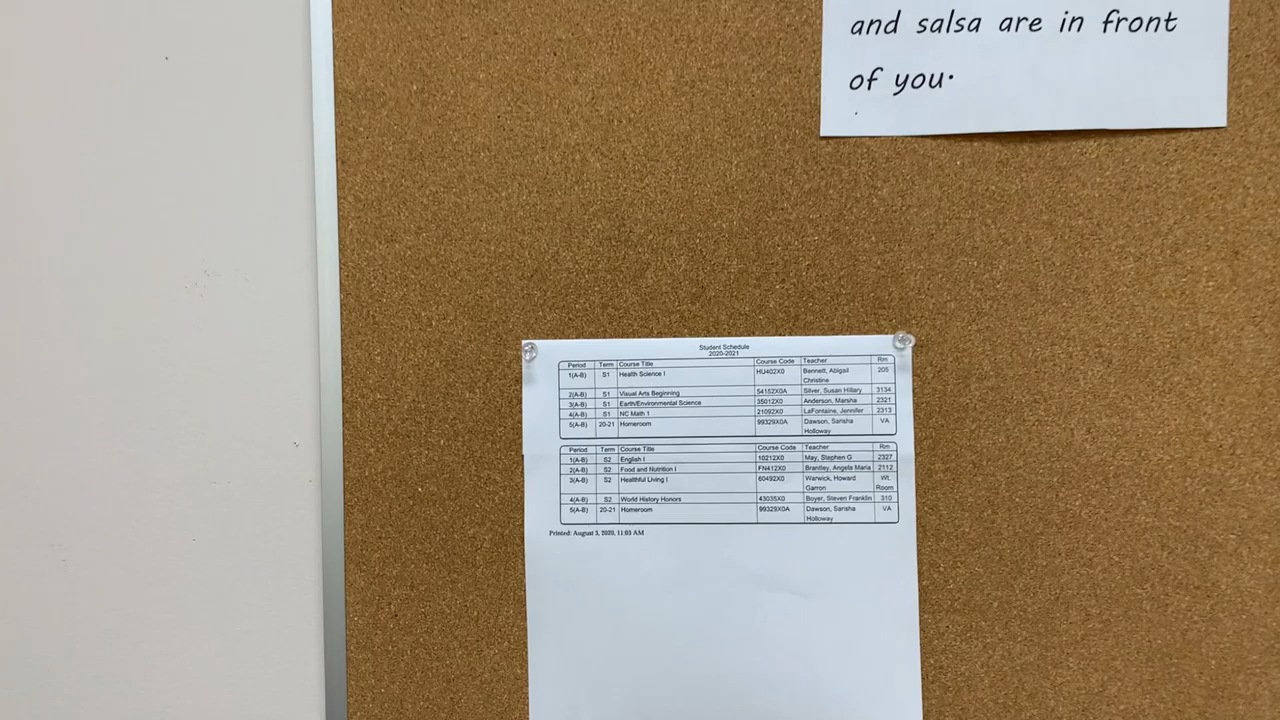 and salsa are in front
of you.
Student Schedule
2020-2021
Period Term Course Title Course Code Teacher Rm
1(A-B) S1 Health Science I HU402X0 Bennett, Abigail Christina 205
2(A-B) S1 Visual Arts Beginning 54152X0A Silver, Susan Hillary 3134
3(A-B) S1 Earth/Environmental Science 35012X0 Anderson, Marsha 2321
4(A-B) S1 NC Math 1 21092X0 LaFontaine, Jennifer 2313
5(A-B) 20-21 Homeroom 99329X0A Dawson, Sarisha Holloway VA
Period Term Course Title Course Code Teacher Rm
1(A-B) S2 English I 10212X0 May, Stephen G 2327
2(A-B) S2 Food and Nutrition I FN412X0 Brantley, Angela Maria 2112
3(A-B) S2 Healthful Living I 60492X0 Warwick, Howard Garron Wt. Room
4(A-B) S2 World History Honors 43035X0 Boyer, Steven Franklin 310
5(A-B) 20-21 Homeroom 99329X0A Dawson, Sarisha Holloway VA
Printed: August 3, 2020, 11:03 AM